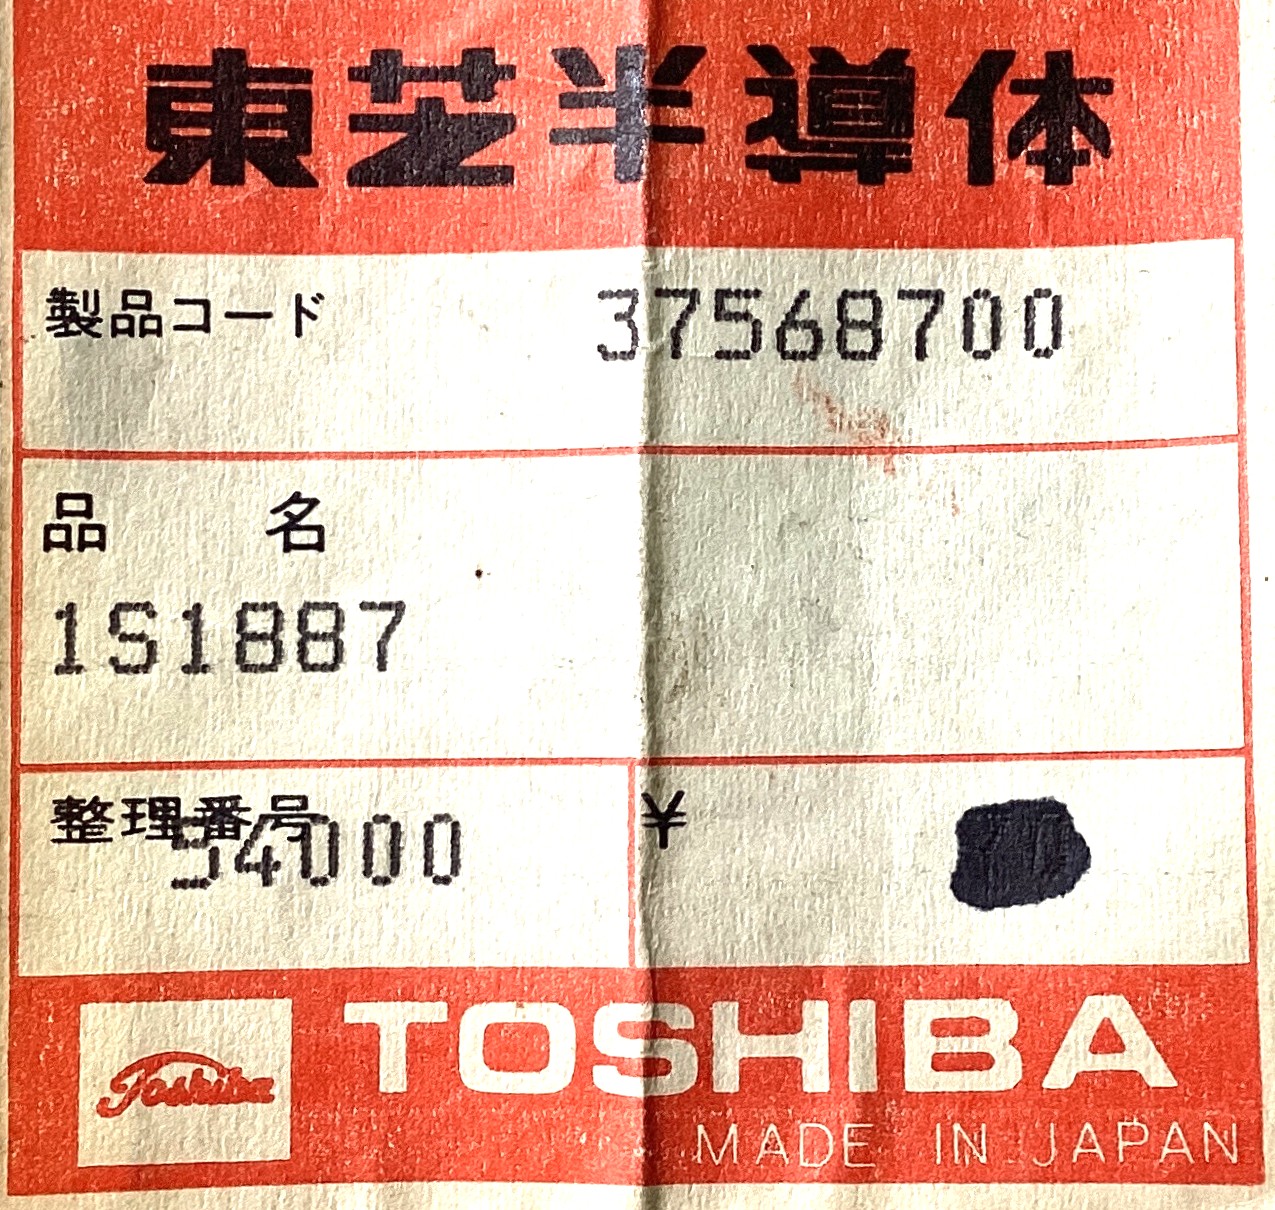 東芝半導体
製品コード 37568700
品 名
1S1887
整理番号 ¥
54000
Toshiba TOSHIBA
MADE IN JAPAN